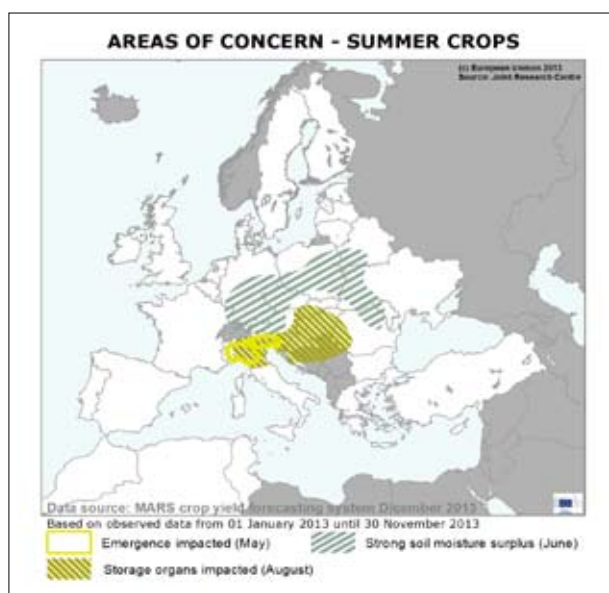 AREAS OF CONCERN - SUMMER CROPS
(c) European Union 2013
Source: Joint Research Centre
Data source: MARS crop yield forecasting system Dicember 2013
Based on observed data from 01 January 2013 until 30 November 2013
Emergence impacted (May)
Strong soil moisture surplus (June)
Storage organs impacted (August)